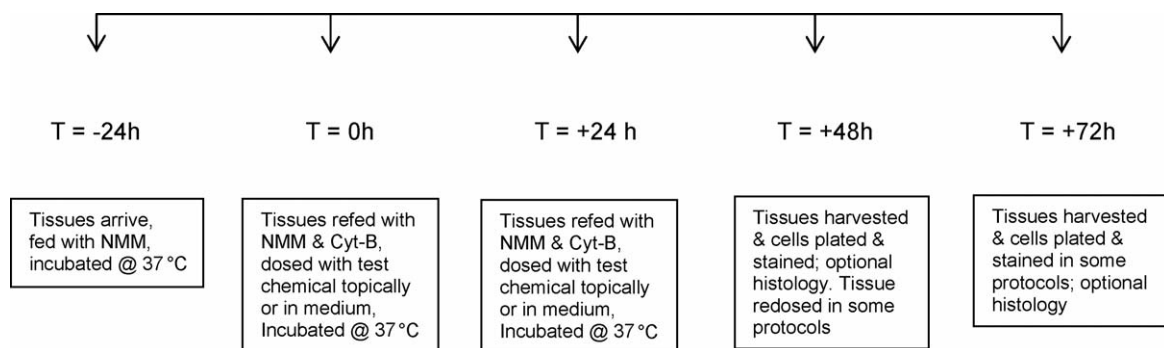 T = -24h
T = 0h
T = +24 h
T = +48h
T = +72h
Tissues arrive,
fed with NMM,
incubated @ 37 °C
Tissues refed with
NMM & Cyt-B,
dosed with test
chemical topically
or in medium,
Incubated @ 37 °C
Tissues refed with
NMM & Cyt-B,
dosed with test
chemical topically
or in medium,
Incubated @ 37 °C
Tissues harvested
& cells plated &
stained; optional
histology. Tissue
redosed in some
protocols
Tissues harvested
& cells plated &
stained in some
protocols; optional
histology